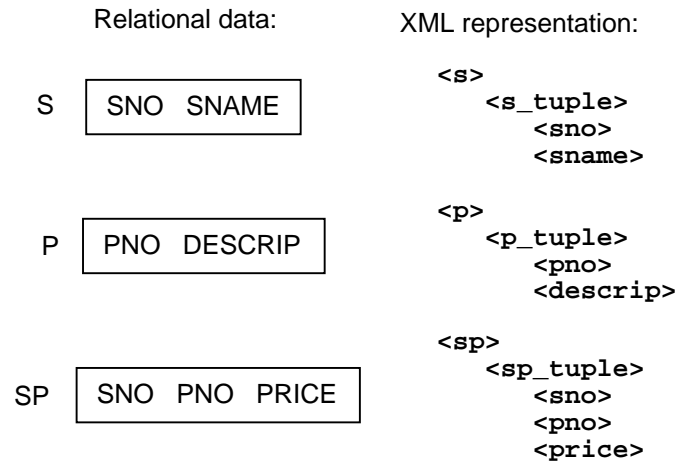 Relational data: XML representation:
<s>
S SNO SNAME <s_tuple>
<sno>
<sname>
<p>
P PNO DESCRIP <p_tuple>
<pno>
<descrip>
<sp>
<sp_tuple>
SP SNO PNO PRICE <sno>
<pno>
<price>